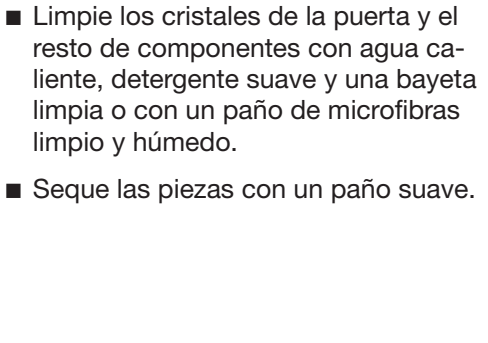 ■ Limpie los cristales de la puerta y el
resto de componentes con agua ca-
liente, detergente suave y una bayeta
limpia o con un paño de microfibras
limpio y húmedo.
■ Seque las piezas con un paño suave.